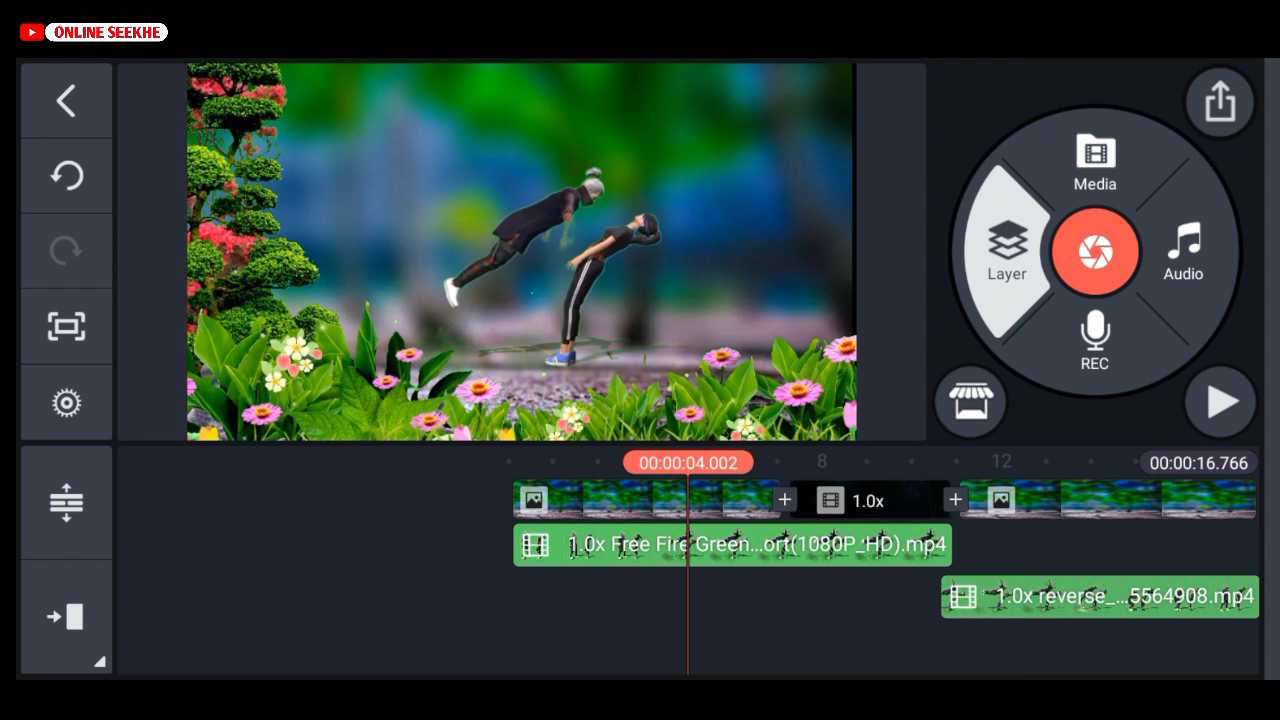 ONLINE SEEKHE
Media
Layer
Audio
REC
00:00:04.002
8
12
00:00:16.766
1.0x
1.0x Free Fire Green...ort(1080P_HD).mp4
1.0x reverse_...5564908.mp4